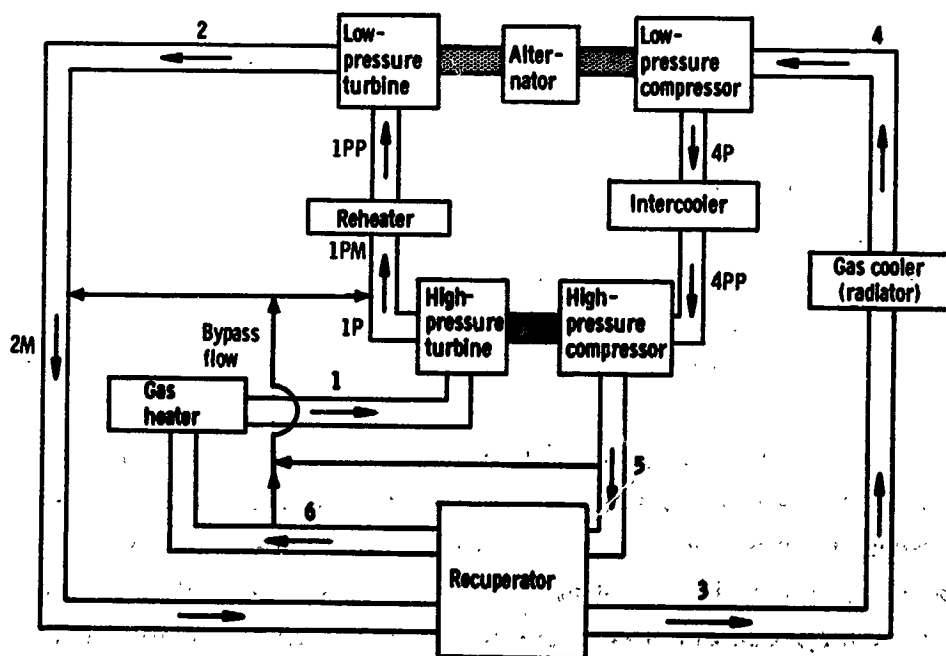 2
Low-
pressure
turbine
Alter-
nator
Low-
pressure
compressor
4
1PP
4P
Reheater
Intercooler
1PM
4PP
Gas cooler
(radiator)
High-
pressure
turbine
High-
pressure
compressor
1P
Bypass
flow
2M
1
Gas
heater
5
6
Recuperator
3